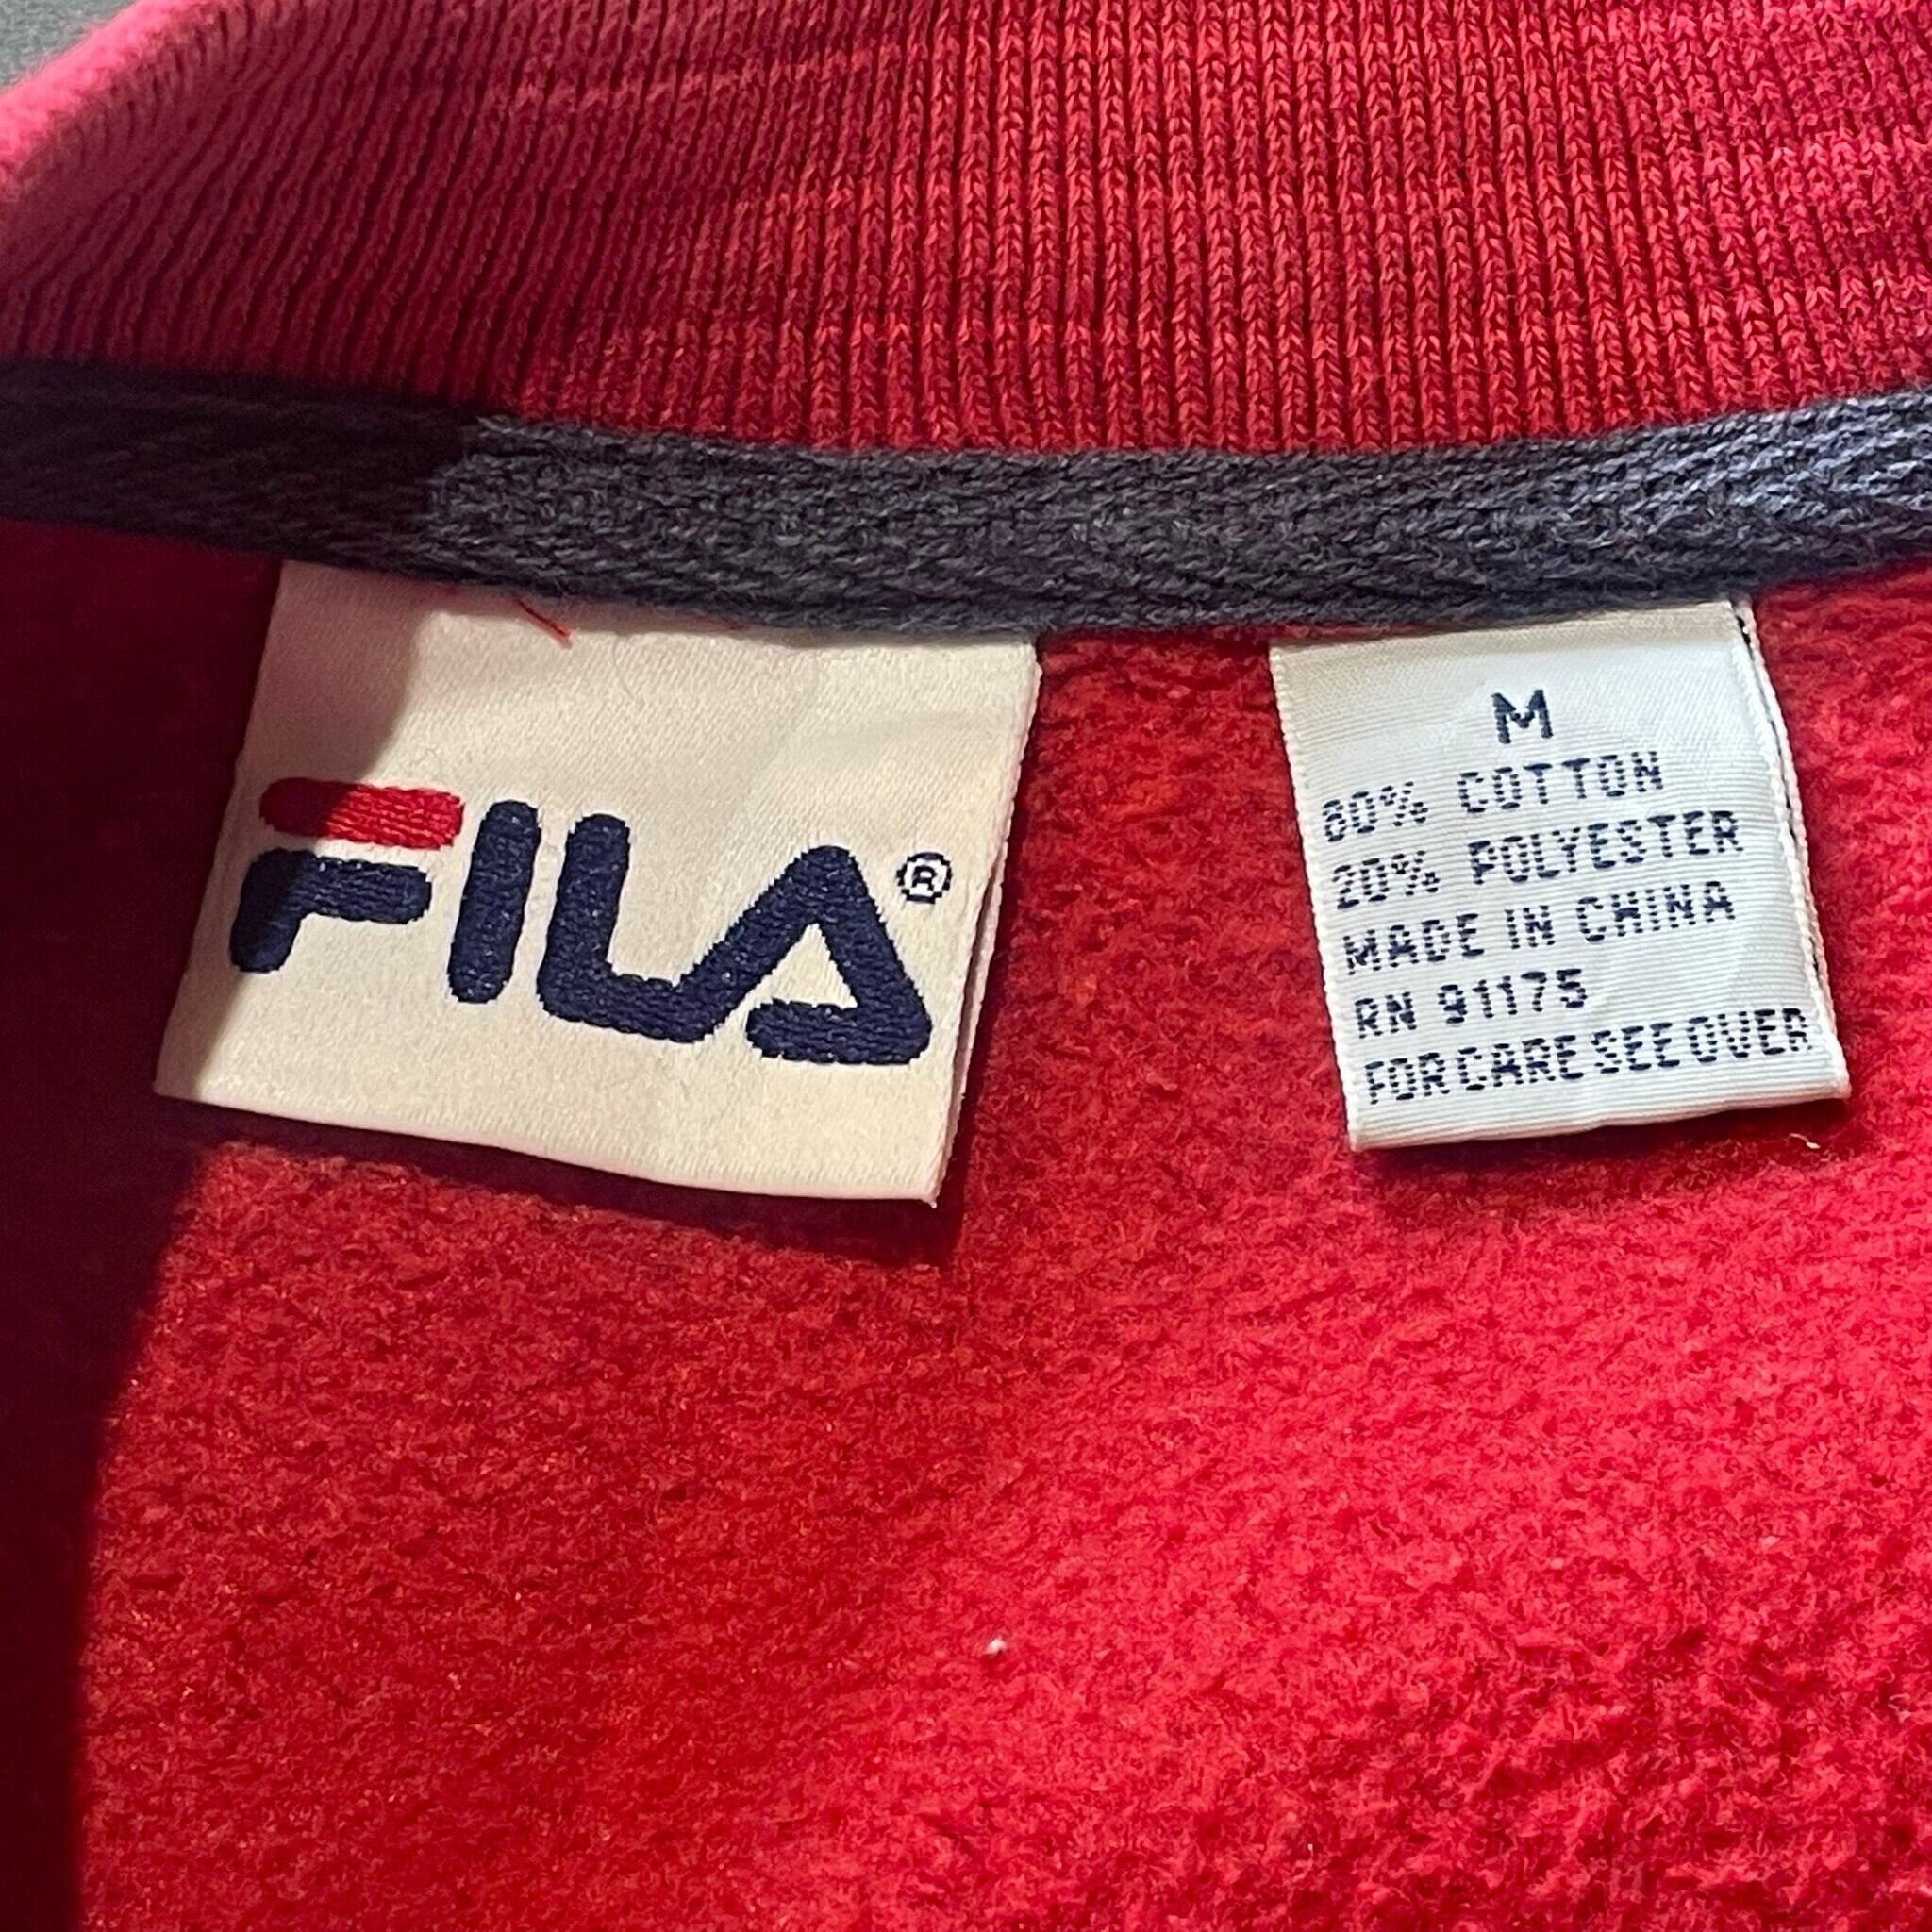 FILA®
M
80% COTTON
20% POLYESTER
MADE IN CHINA
RN 91175
FOR CARE SEE OVER